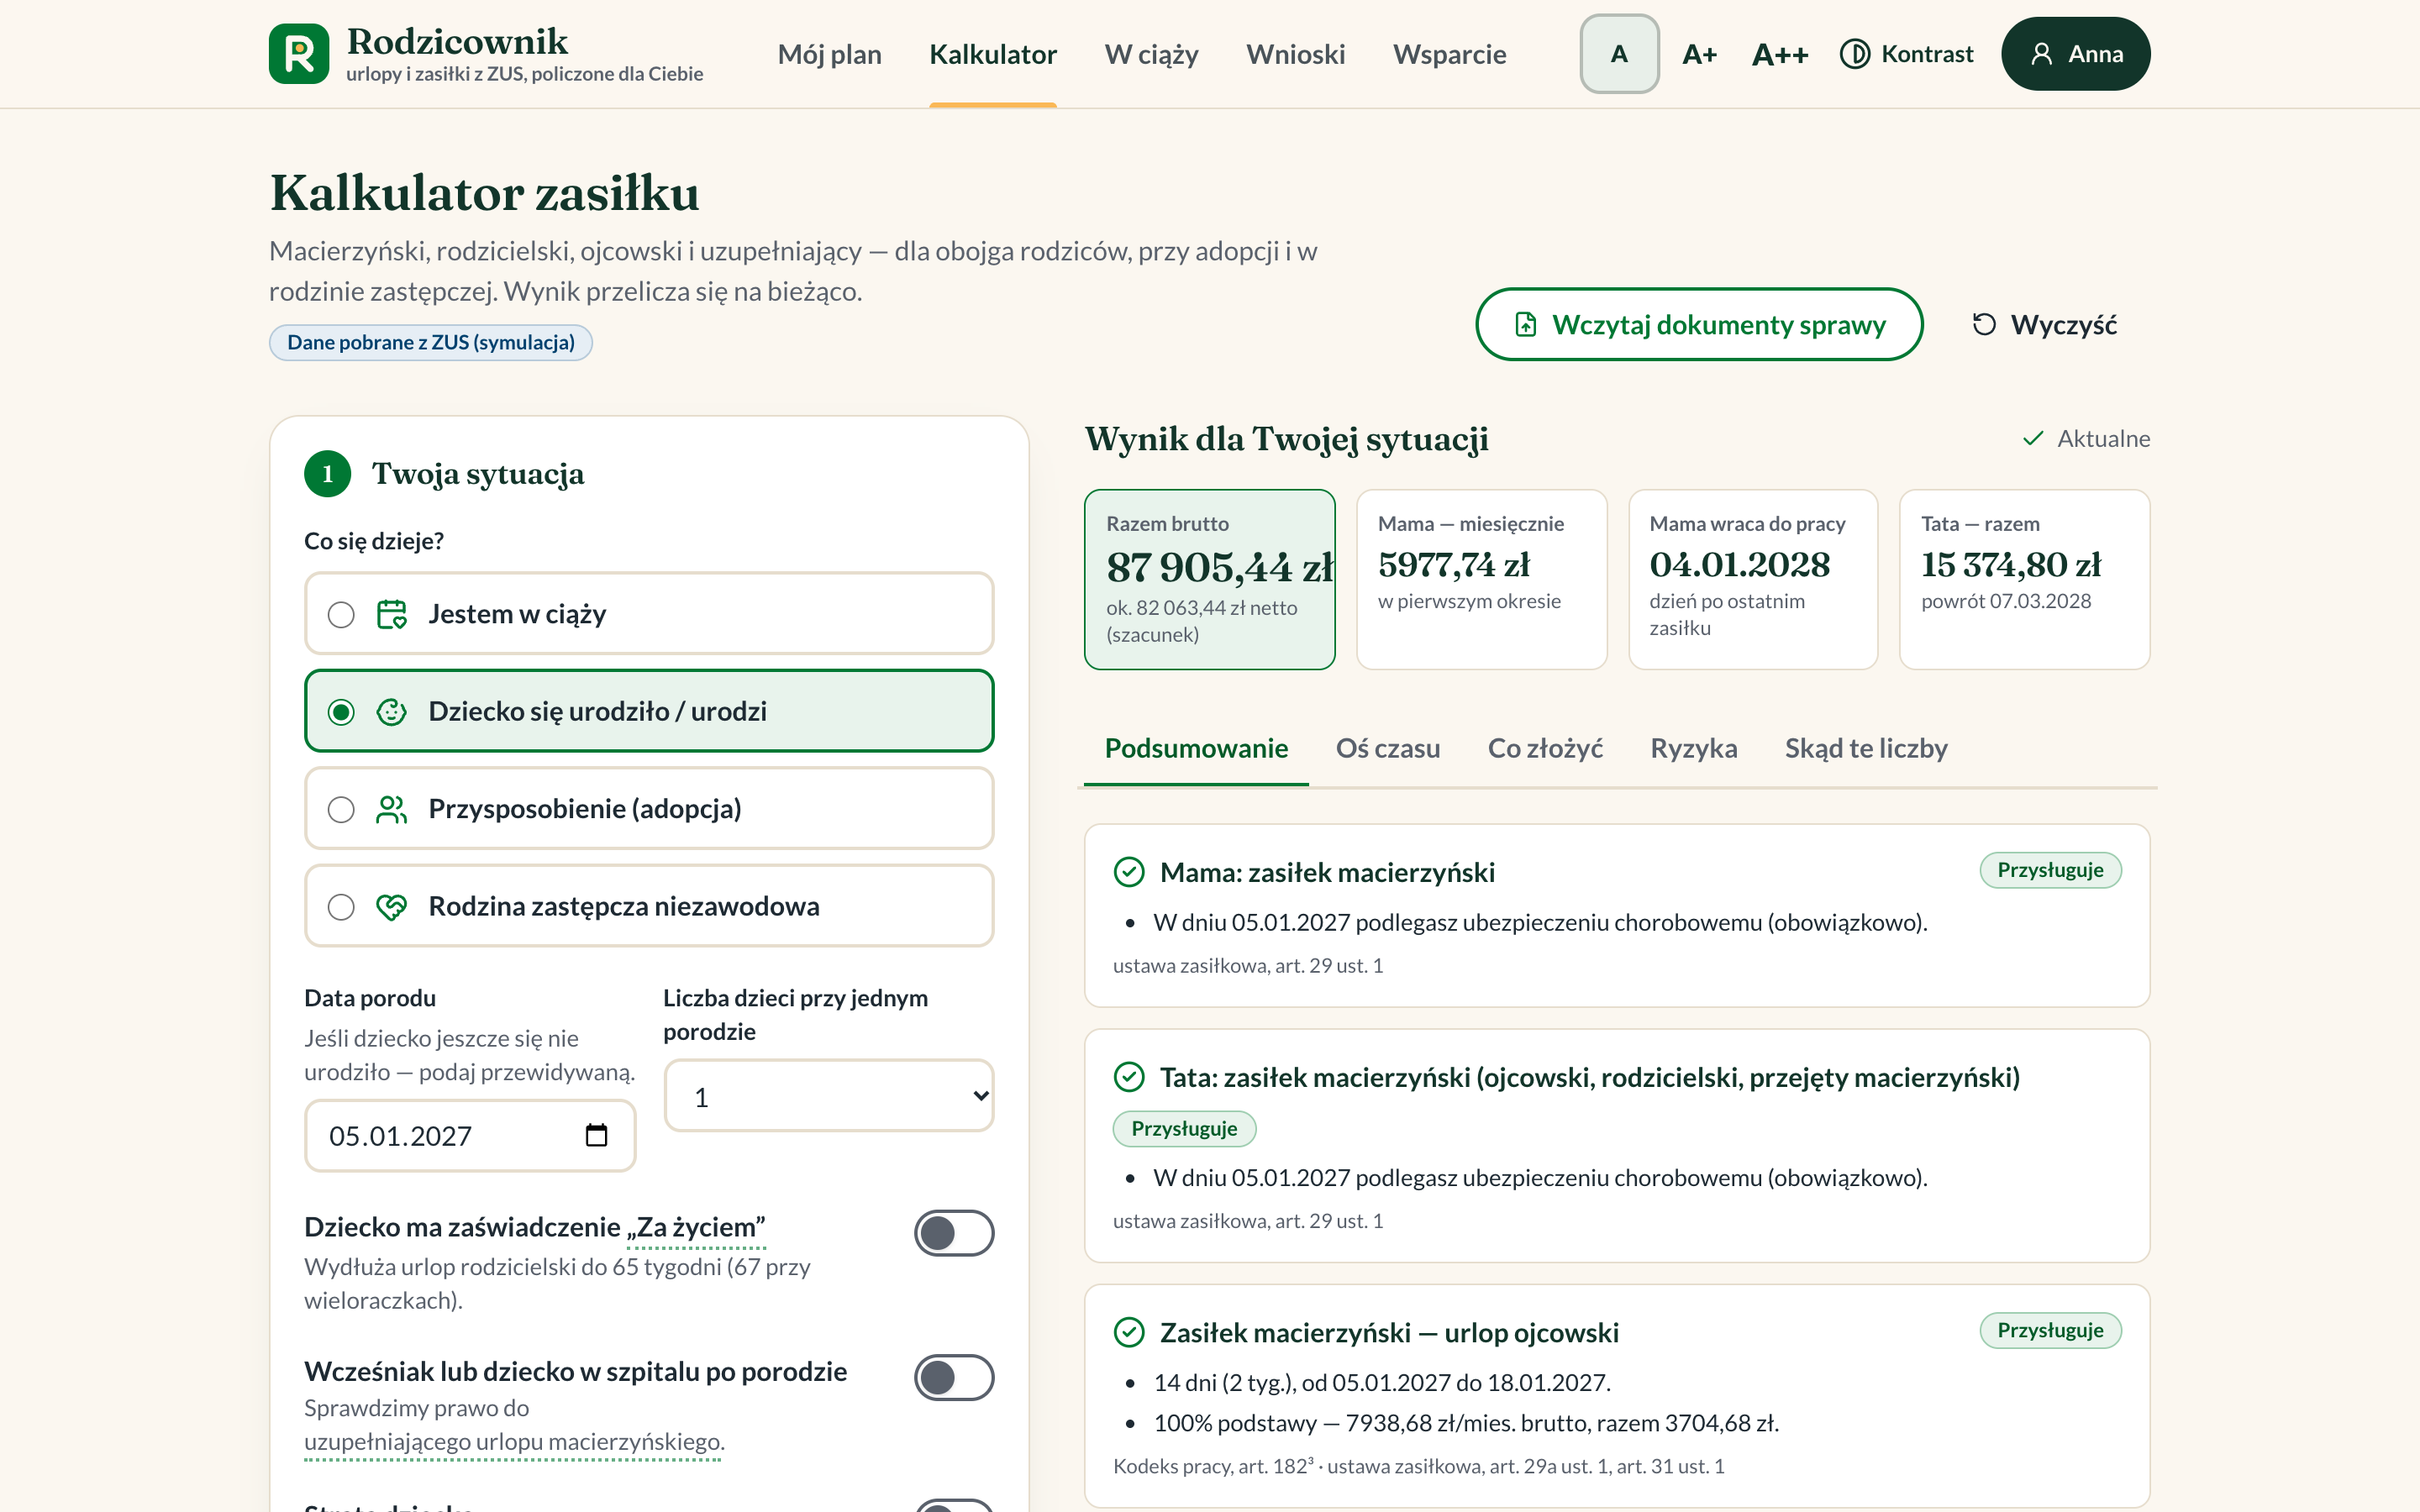 Rodzicownik
urlopy i zasiłki z ZUS, policzone dla Ciebie
Mój plan
Kalkulator
W ciąży
Wnioski
Wsparcie
A
A+
A++
Kontrast
Anna
Kalkulator zasiłku
Macierzyński, rodzicielski, ojcowski i uzupełniający — dla obojga rodziców, przy adopcji i w
rodzinie zastępczej. Wynik przelicza się na bieżąco.
Dane pobrane z ZUS (symulacja)
Wczytaj dokumenty sprawy
Wyczyść
1
Twoja sytuacja
Co się dzieje?
Jestem w ciąży
Dziecko się urodziło / urodzi
Przysposobienie (adopcja)
Rodzina zastępcza niezawodowa
Data porodu
Jeśli dziecko jeszcze się nie
urodziło — podaj przewidywaną.
05.01.2027
Liczba dzieci przy jednym
porodzie
1
Dziecko ma zaświadczenie „Za życiem”
Wydłuża urlop rodzicielski do 65 tygodni (67 przy
wieloraczkach).
Wcześniak lub dziecko w szpitalu po porodzie
Sprawdzimy prawo do
uzupełniającego urlopu macierzyńskiego.
Wynik dla Twojej sytuacji
Aktualne
Razem brutto
87 905,44 zł
ok. 82 063,44 zł netto
(szacunek)
Mama — miesięcznie
5977,74 zł
w pierwszym okresie
Mama wraca do pracy
04.01.2028
dzień po ostatnim
zasiłku
Tata — razem
15 374,80 zł
powrót 07.03.2028
Podsumowanie
Oś czasu
Co złożyć
Ryzyka
Skąd te liczby
Mama: zasiłek macierzyński
Przysługuje
W dniu 05.01.2027 podlegasz ubezpieczeniu chorobowemu (obowiązkowo).
ustawa zasiłkowa, art. 29 ust. 1
Tata: zasiłek macierzyński (ojcowski, rodzicielski, przejęty macierzyński)
Przysługuje
W dniu 05.01.2027 podlegasz ubezpieczeniu chorobowemu (obowiązkowo).
ustawa zasiłkowa, art. 29 ust. 1
Zasiłek macierzyński — urlop ojcowski
Przysługuje
14 dni (2 tyg.), od 05.01.2027 do 18.01.2027.
100% podstawy — 7938,68 zł/mies. brutto, razem 3704,68 zł.
Kodeks pracy, art. 182³ · ustawa zasiłkowa, art. 29a ust. 1, art. 31 ust. 1